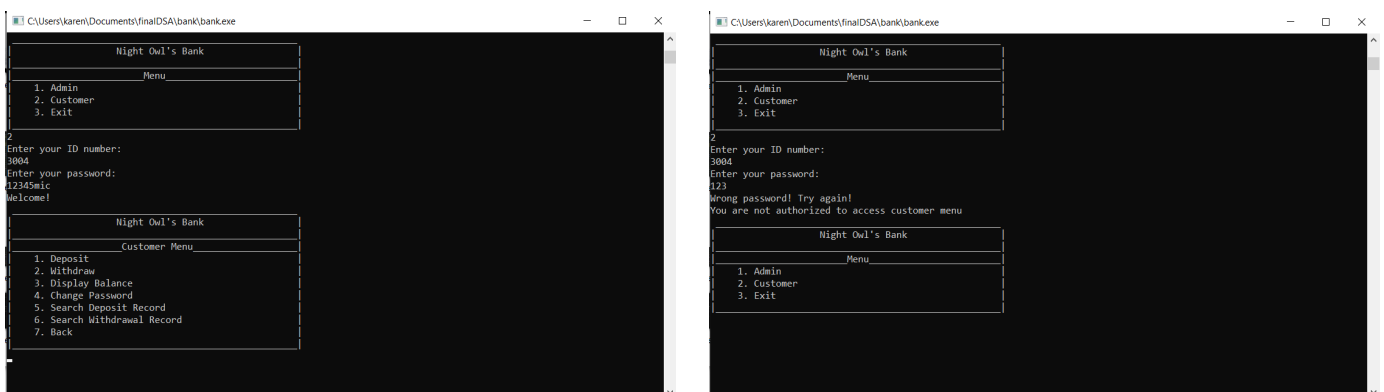 C:\Users\karen\Documents\finalDSA\bank\bank.exe
Night Owl's Bank
Menu
1. Admin
2. Customer
3. Exit
2
Enter your ID number:
3004
Enter your password:
12345mic
Welcome!
Night Owl's Bank
Customer Menu
1. Deposit
2. Withdraw
3. Display Balance
4. Change Password
5. Search Deposit Record
6. Search Withdrawal Record
7. Back
C:\Users\karen\Documents\finalDSA\bank\bank.exe
Night Owl's Bank
Menu
1. Admin
2. Customer
3. Exit
2
Enter your ID number:
3004
Enter your password:
123
Wrong password! Try again!
You are not authorized to access customer menu
Night Owl's Bank
Menu
1. Admin
2. Customer
3. Exit